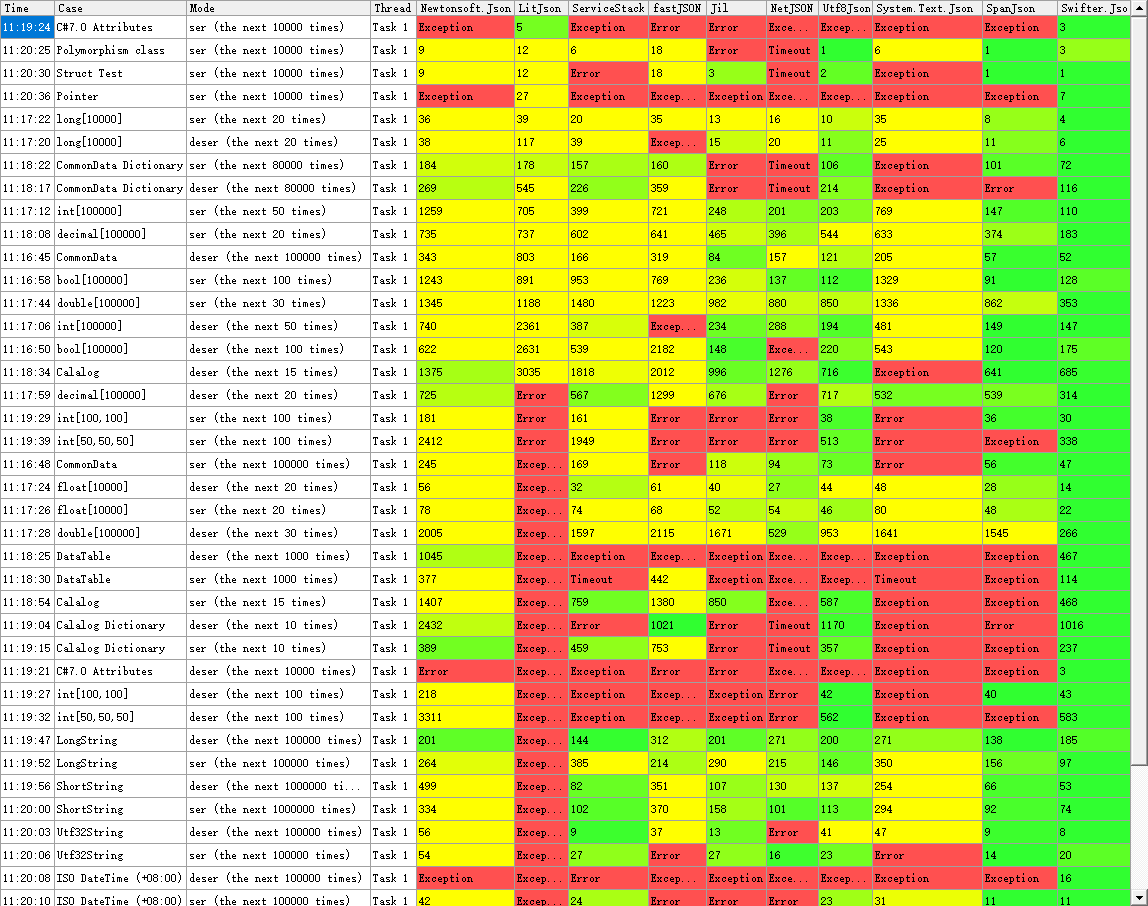 Time Case Mode Thread Newtonsoft.Json LitJson ServiceStack fastJSON Jil NetJSON Utf8Json System.Text.Json SpanJson Swifter.Jso
11:19:24 C#7.0 Attributes ser (the next 10000 times) Task 1 Exception 5 Exception Error Error Exce... Excep... Exception Exception 3
11:20:25 Polymorphism class ser (the next 10000 times) Task 1 9 12 6 18 Error Timeout 1 6 1 3
11:20:30 Struct Test ser (the next 10000 times) Task 1 9 12 Error 18 3 Timeout 2 Exception 1 1
11:20:36 Pointer ser (the next 10000 times) Task 1 Exception 27 Exception Excep... Exception Exce... Excep... Exception Exception 7
11:17:22 long[10000] ser (the next 20 times) Task 1 36 39 20 35 13 16 10 35 8 4
11:17:20 long[10000] deser (the next 20 times) Task 1 38 117 39 Excep... 15 20 11 25 11 6
11:18:22 CommonData Dictionary ser (the next 80000 times) Task 1 184 178 157 160 Error Timeout 106 Exception 101 72
11:18:17 CommonData Dictionary deser (the next 80000 times) Task 1 269 545 226 359 Error Timeout 214 Exception Error 116
11:17:12 int[100000] ser (the next 50 times) Task 1 1259 705 399 721 248 201 203 769 147 110
11:18:08 decimal[100000] ser (the next 20 times) Task 1 735 737 602 641 465 396 544 633 374 183
11:16:45 CommonData deser (the next 100000 times) Task 1 343 803 166 319 84 157 121 205 57 52
11:16:58 bool[100000] ser (the next 100 times) Task 1 1243 891 953 769 236 137 112 1329 91 128
11:17:44 double[100000] ser (the next 30 times) Task 1 1345 1188 1480 1223 982 880 850 1336 862 353
11:17:06 int[100000] deser (the next 50 times) Task 1 740 2361 387 Excep... 234 288 194 481 149 147
11:16:50 bool[100000] deser (the next 100 times) Task 1 622 2631 539 2182 148 Exce... 220 543 120 175
11:18:34 Calalog deser (the next 15 times) Task 1 1375 3035 1818 2012 996 1276 716 Exception 641 685
11:17:59 decimal[100000] deser (the next 20 times) Task 1 725 Error 567 1299 676 Error 717 532 539 314
11:19:29 int[100,100] ser (the next 100 times) Task 1 181 Error 161 Error Error Error 38 Error 36 30
11:19:39 int[50,50,50] ser (the next 100 times) Task 1 2412 Error 1949 Error Error Error 513 Error Exception 338
11:16:48 CommonData ser (the next 100000 times) Task 1 245 Excep... 169 Error 118 94 73 Error 56 47
11:17:24 float[10000] deser (the next 20 times) Task 1 56 Excep... 32 61 40 27 44 48 28 14
11:17:26 float[10000] ser (the next 20 times) Task 1 78 Excep... 74 68 52 54 46 80 48 22
11:17:28 double[100000] deser (the next 30 times) Task 1 2005 Excep... 1597 2115 1671 529 953 1641 1545 266
11:18:25 DataTable deser (the next 1000 times) Task 1 1045 Excep... Exception Excep... Exception Exce... Excep... Exception Exception 467
11:18:30 DataTable ser (the next 1000 times) Task 1 377 Excep... Timeout 442 Exception Exce... Excep... Timeout Exception 114
11:18:54 Calalog ser (the next 15 times) Task 1 1407 Excep... 759 1380 850 Exce... 587 Exception Exception 468
11:19:04 Calalog Dictionary deser (the next 10 times) Task 1 2432 Excep... Error 1021 Error Timeout 1170 Exception Error 1016
11:19:15 Calalog Dictionary ser (the next 10 times) Task 1 389 Excep... 459 753 Error Timeout 357 Exception Exception 237
11:19:21 C#7.0 Attributes deser (the next 10000 times) Task 1 Error Excep... Exception Excep... Error Exce... Excep... Exception Exception 3
11:19:27 int[100,100] deser (the next 100 times) Task 1 218 Excep... Exception Excep... Exception Error 42 Exception 40 43
11:19:32 int[50,50,50] deser (the next 100 times) Task 1 3311 Excep... Exception Excep... Exception Error 562 Exception Exception 583
11:19:47 LongString deser (the next 100000 times) Task 1 201 Excep... 144 312 201 271 200 271 138 185
11:19:52 LongString ser (the next 100000 times) Task 1 264 Excep... 385 214 290 215 146 350 156 97
11:19:56 ShortString deser (the next 1000000 ti... Task 1 499 Excep... 82 351 107 130 137 254 66 53
11:20:00 ShortString ser (the next 1000000 times) Task 1 334 Excep... 102 370 158 101 113 294 92 74
11:20:03 Utf32String deser (the next 100000 times) Task 1 56 Excep... 9 37 13 Error 41 47 9 8
11:20:06 Utf32String ser (the next 100000 times) Task 1 54 Excep... 27 Error 27 16 23 Error 14 20
11:20:08 ISO DateTime (+08:00) deser (the next 100000 times) Task 1 Exception Excep... Error Excep... Exception Exce... Excep... Exception Exception 16
11:20:10 ISO DateTime (+08:00) ser (the next 100000 times) Task 1 42 Excep... 24 Error Error Error 23 31 11 11